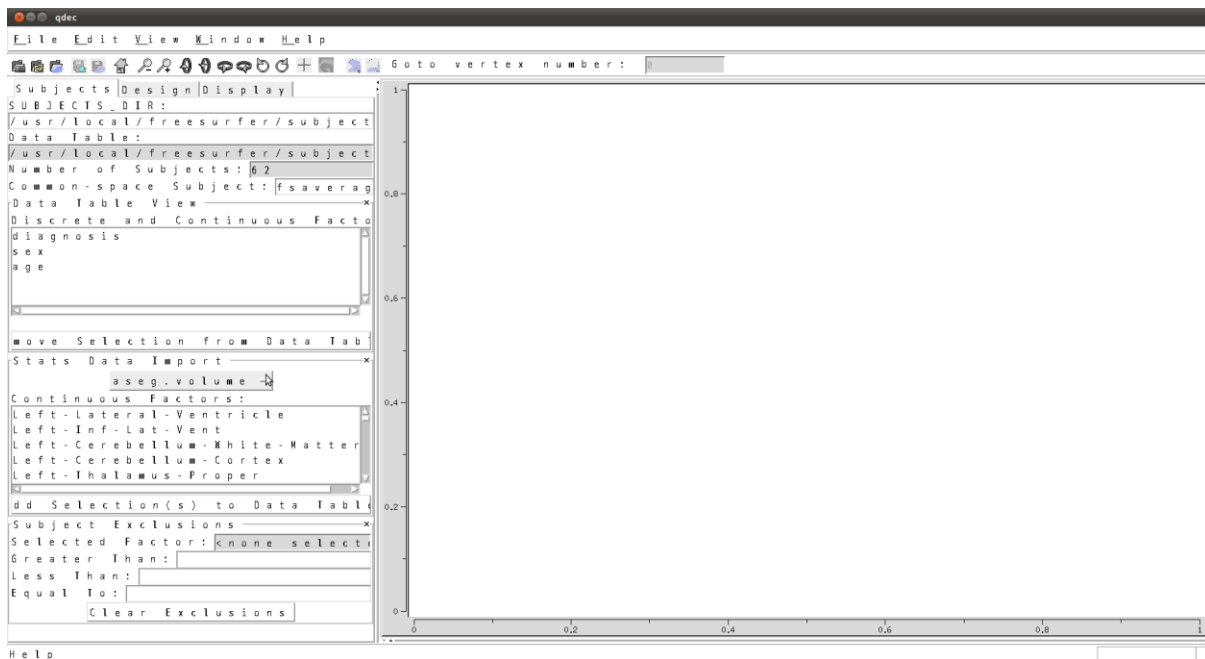 qdec
File Edit View Window Help
Goto vertex number: 0
Subjects Design Display
SUBJECTS_DIR:
/usr/local/freesurfer/subject
Data Table:
/usr/local/freesurfer/subject
Number of Subjects: 62
Common-space Subject: fsaverag
Data Table View
Discrete and Continuous Facto
diagnosis
sex
age
move Selection from Data Tab
Stats Data Import
aseg.volume
Continuous Factors:
Left-Lateral-Ventricle
Left-Inf-Lat-Vent
Left-Cerebellum-White-Matter
Left-Cerebellum-Cortex
Left-Thalamus-Proper
dd Selection(s) to Data Table
Subject Exclusions
Selected Factor: <none selecte
Greater Than:
Less Than:
Equal To:
Clear Exclusions
1
0.8
0.6
0.4
0.2
0
0 0.2 0.4 0.6 0.8 1
Help